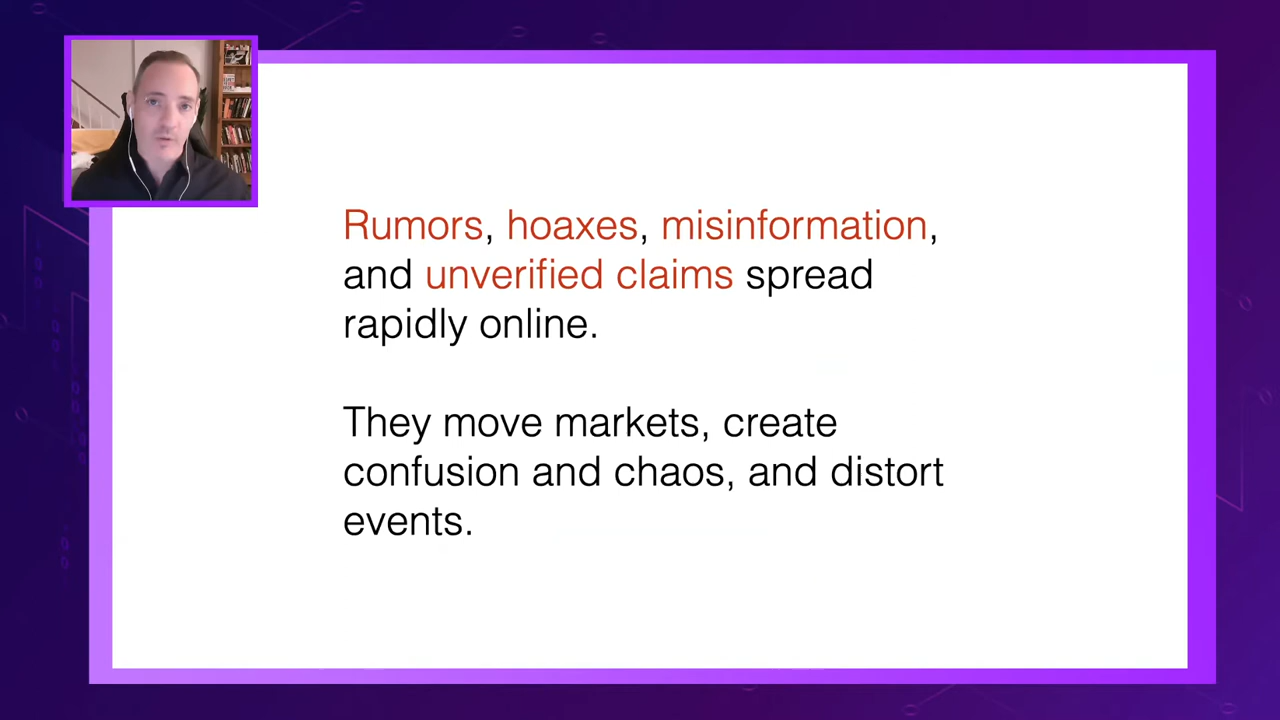 Rumors, hoaxes, misinformation,
and unverified claims spread
rapidly online.
They move markets, create
confusion and chaos, and distort
events.